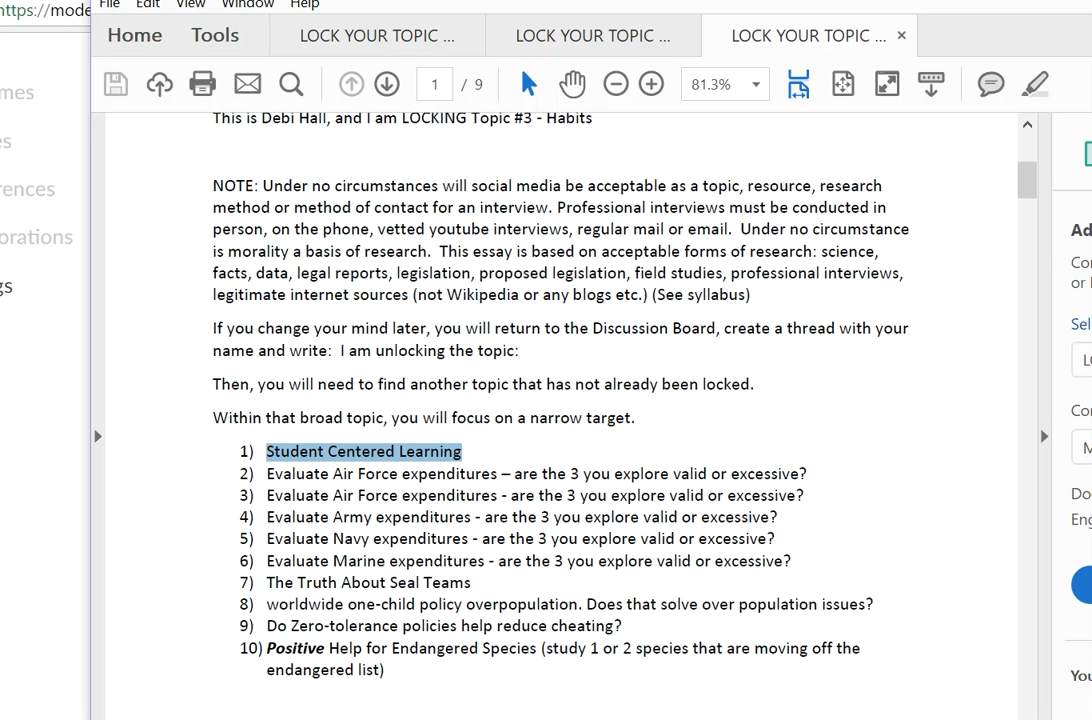 https://mode
File Edit View Window Help
Home Tools LOCK YOUR TOPIC ... LOCK YOUR TOPIC ... LOCK YOUR TOPIC ... ×
1 / 9 81.3%
This is Debi Hall, and I am LOCKING Topic #3 - Habits
NOTE: Under no circumstances will social media be acceptable as a topic, resource, research
method or method of contact for an interview. Professional interviews must be conducted in
person, on the phone, vetted youtube interviews, regular mail or email.  Under no circumstance
is morality a basis of research.  This essay is based on acceptable forms of research: science,
facts, data, legal reports, legislation, proposed legislation, field studies, professional interviews,
legitimate internet sources (not Wikipedia or any blogs etc.) (See syllabus)
If you change your mind later, you will return to the Discussion Board, create a thread with your
name and write:  I am unlocking the topic:
Then, you will need to find another topic that has not already been locked.
Within that broad topic, you will focus on a narrow target.
1) Student Centered Learning
2) Evaluate Air Force expenditures – are the 3 you explore valid or excessive?
3) Evaluate Air Force expenditures - are the 3 you explore valid or excessive?
4) Evaluate Army expenditures - are the 3 you explore valid or excessive?
5) Evaluate Navy expenditures - are the 3 you explore valid or excessive?
6) Evaluate Marine expenditures - are the 3 you explore valid or excessive?
7) The Truth About Seal Teams
8) worldwide one-child policy overpopulation. Does that solve over population issues?
9) Do Zero-tolerance policies help reduce cheating?
10) Positive Help for Endangered Species (study 1 or 2 species that are moving off the
endangered list)
mes
es
rences
orations
gs
Ad
Co
or
Sel
L
Co
M
Do
Eng
You